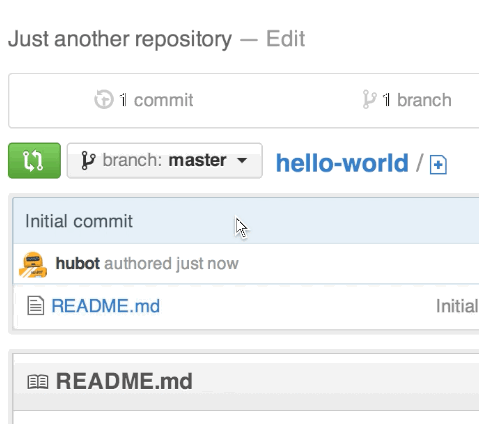 Just another repository — Edit
1 commit 1 branch
branch: master hello-world /
Initial commit
hubot authored just now
README.md Initial
README.md